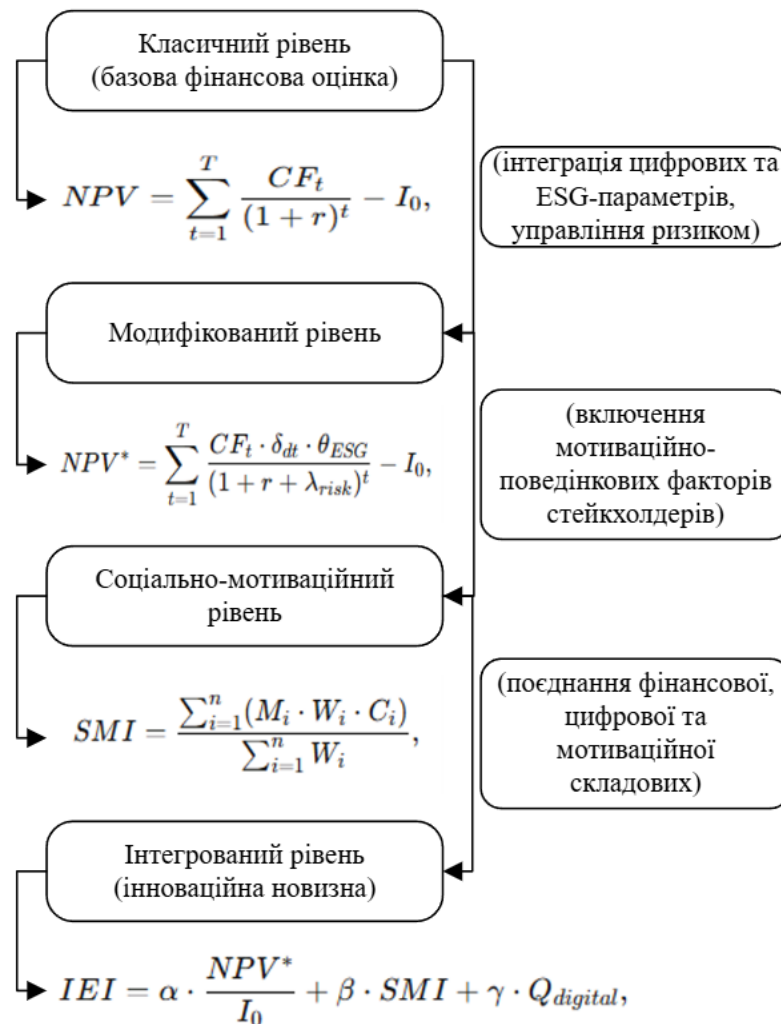 Класичний рівень
(базова фінансова оцінка)
NPV = \sum_{t=1}^{T} \frac{CF_t}{(1 + r)^t} - I_0,
(інтеграція цифрових та
ESG-параметрів,
управління ризиком)
Модифікований рівень
NPV^* = \sum_{t=1}^{T} \frac{CF_t \cdot \delta_{dt} \cdot \theta_{ESG}}{(1 + r + \lambda_{risk})^t} - I_0,
(включення
мотиваційно-
поведінкових факторів
стейкхолдерів)
Соціально-мотиваційний
рівень
SMI = \frac{\sum_{i=1}^{n} (M_i \cdot W_i \cdot C_i)}{\sum_{i=1}^{n} W_i},
(поєднання фінансової,
цифрової та
мотиваційної
складових)
Інтегрований рівень
(інноваційна новизна)
IEI = \alpha \cdot \frac{NPV^*}{I_0} + \beta \cdot SMI + \gamma \cdot Q_{digital},